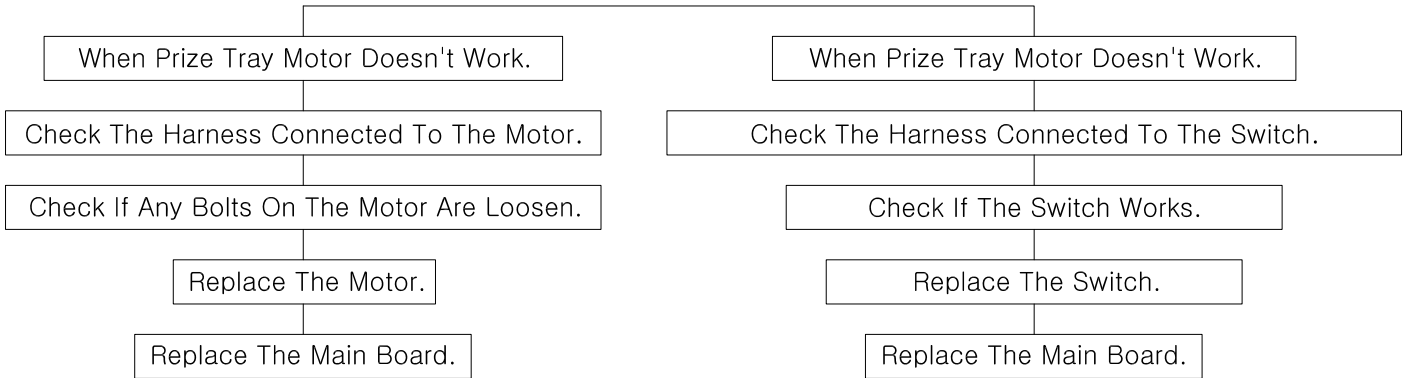 When Prize Tray Motor Doesn't Work.
Check The Harness Connected To The Motor.
Check If Any Bolts On The Motor Are Loosen.
Replace The Motor.
Replace The Main Board.
When Prize Tray Motor Doesn't Work.
Check The Harness Connected To The Switch.
Check If The Switch Works.
Replace The Switch.
Replace The Main Board.